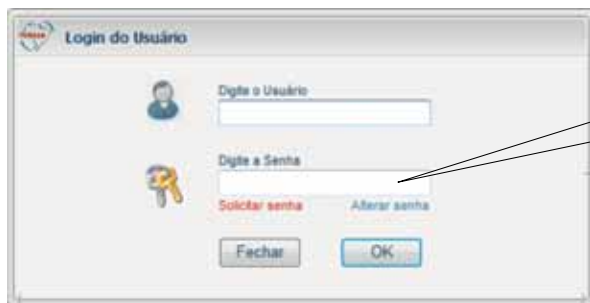 Login do Usuário
Digite o Usuário
Digite a Senha
Solicitar senha Alterar senha
Fechar OK